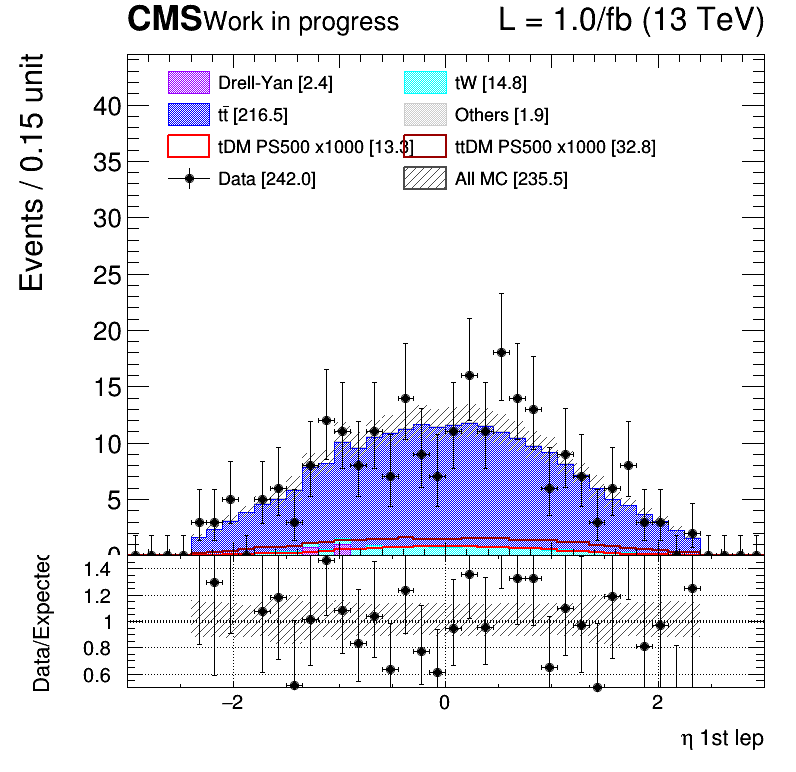 CMS Work in progress L = 1.0/fb (13 TeV)
Events / 0.15 unit
Drell-Yan [2.4] tW [14.8]
tt̄ [216.5] Others [1.9]
tDM PS500 x1000 [13.3] ttDM PS500 x1000 [32.8]
Data [242.0] All MC [235.5]
40
35
30
25
20
15
10
5
0
Data/Expected
1.4
1.2
1
0.8
0.6
−2 0 2
η 1st lep